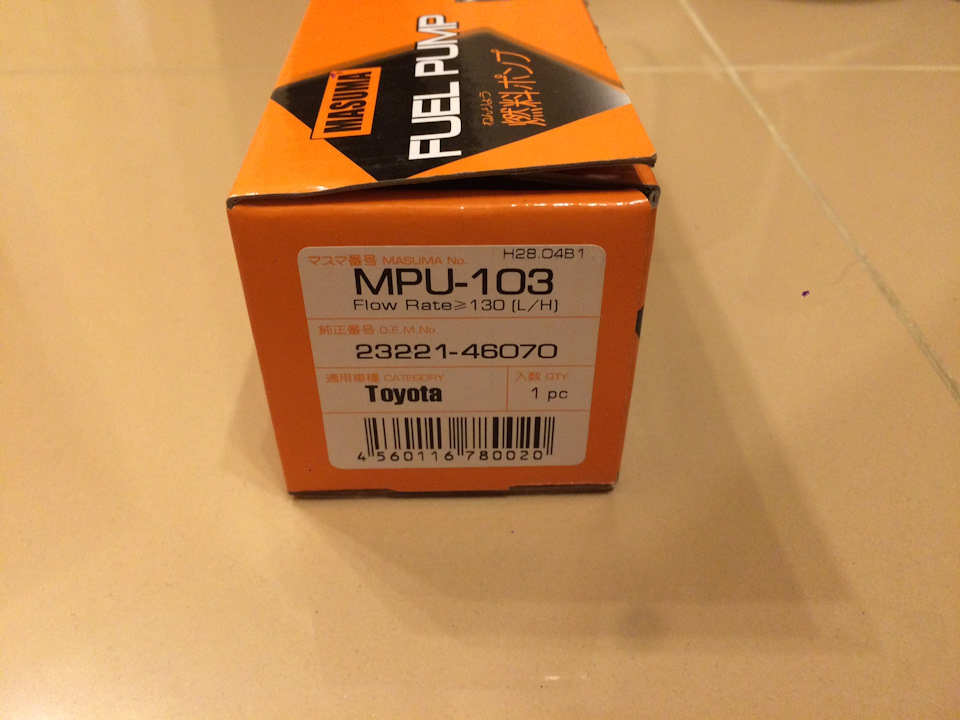 MASUMA
FUEL PUMP
ねんりょう
燃料ポンプ
マスマ番号 MASUMA No.
H28.04B1
MPU-103
Flow Rate≥130 (L/H)
純正番号 O.E.M.No.
23221-46070
適用車種 CATEGORY
入数 QTY
Toyota
1 pc
4 560116 780020